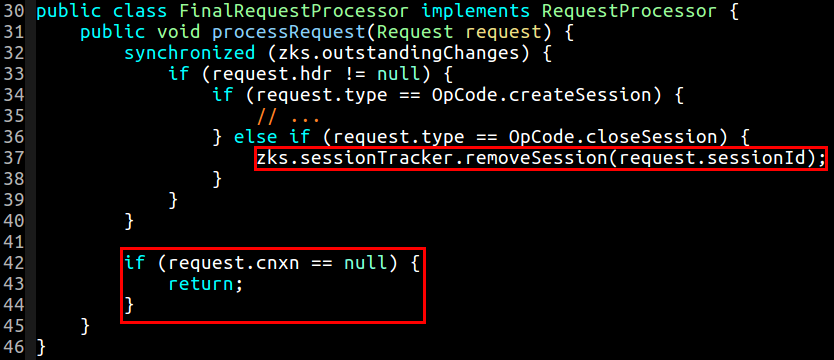 30 public class FinalRequestProcessor implements RequestProcessor {
31     public void processRequest(Request request) {
32         synchronized (zks.outstandingChanges) {
33             if (request.hdr != null) {
34                 if (request.type == OpCode.createSession) {
35                     // ...
36                 } else if (request.type == OpCode.closeSession) {
37                     zks.sessionTracker.removeSession(request.sessionId);
38                 }
39             }
40         }
41
42         if (request.cnxn == null) {
43             return;
44         }
45     }
46 }